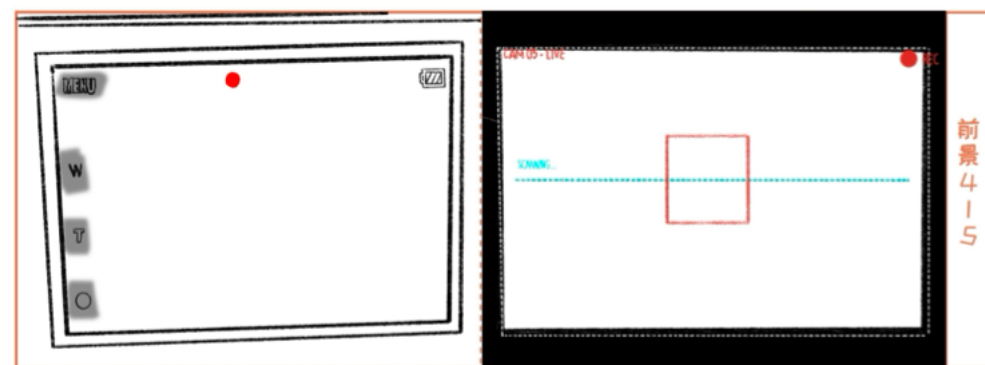 MENU
W
T
CAM 05 - LIVE
REC
SCANNING...
前景4-5